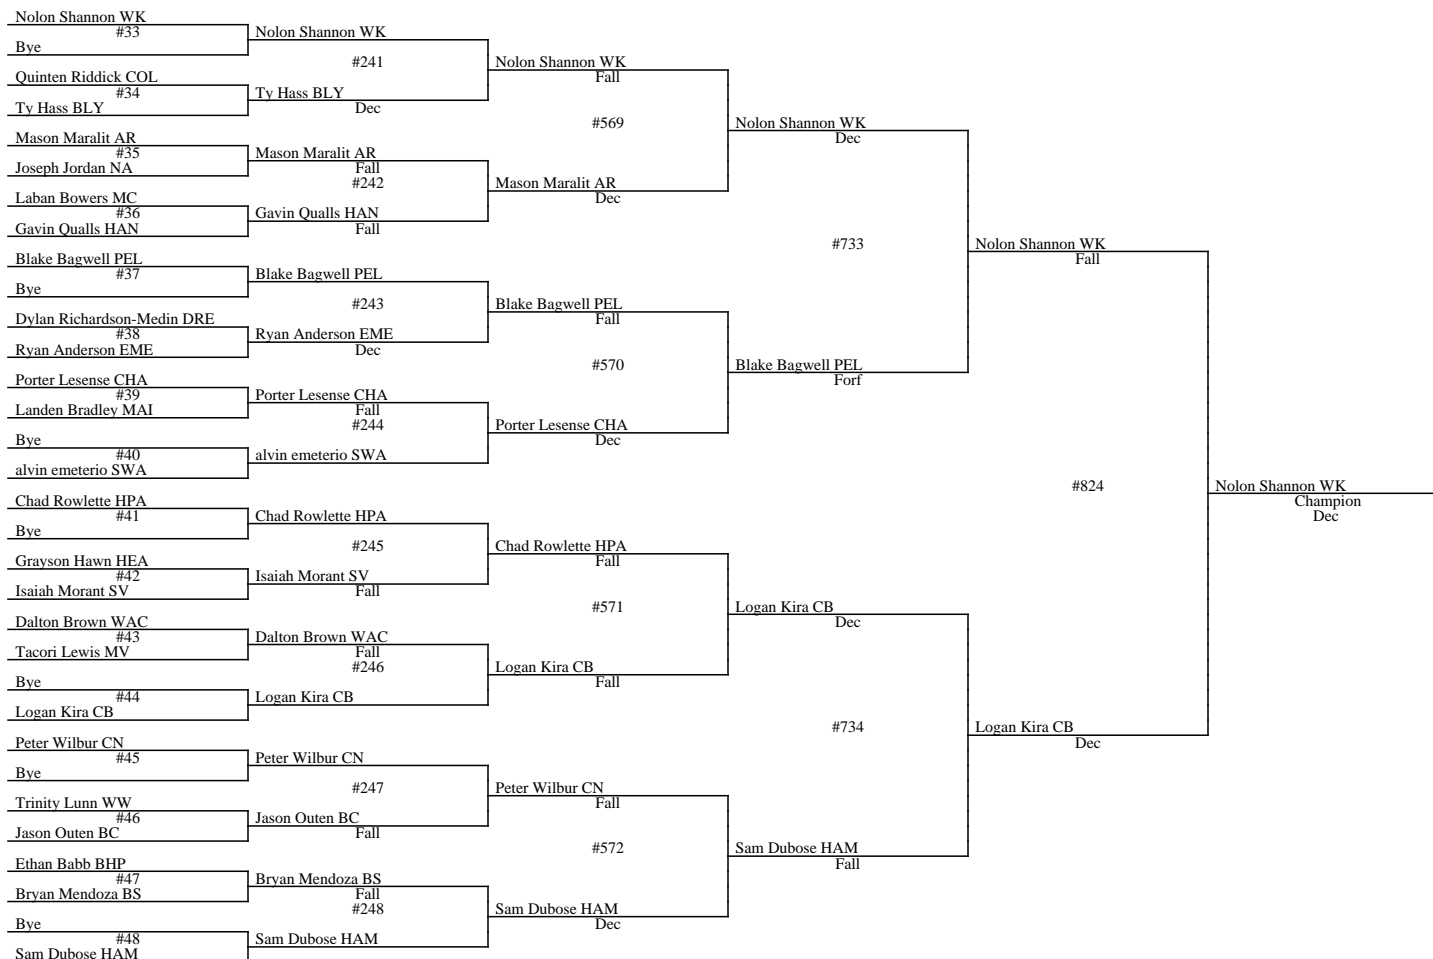 Nolon Shannon WK
#33
Bye
Quinten Riddick COL
#34
Ty Hass BLY
Mason Maralit AR
#35
Joseph Jordan NA
Laban Bowers MC
#36
Gavin Qualls HAN
Blake Bagwell PEL
#37
Bye
Dylan Richardson-Medin DRE
#38
Ryan Anderson EME
Porter Lesense CHA
#39
Landen Bradley MAI
Bye
#40
alvin emeterio SWA
Chad Rowlette HPA
#41
Bye
Grayson Hawn HEA
#42
Isaiah Morant SV
Dalton Brown WAC
#43
Tacori Lewis MV
Bye
#44
Logan Kira CB
Peter Wilbur CN
#45
Bye
Trinity Lunn WW
#46
Jason Outen BC
Ethan Babb BHP
#47
Bryan Mendoza BS
Bye
#48
Sam Dubose HAM
Nolon Shannon WK
#241
Ty Hass BLY
Dec
Mason Maralit AR
Fall
#242
Gavin Qualls HAN
Fall
Blake Bagwell PEL
#243
Ryan Anderson EME
Dec
Porter Lesense CHA
Fall
#244
alvin emeterio SWA
Chad Rowlette HPA
#245
Isaiah Morant SV
Fall
Dalton Brown WAC
Fall
#246
Logan Kira CB
Peter Wilbur CN
#247
Jason Outen BC
Fall
Bryan Mendoza BS
Fall
#248
Sam Dubose HAM
Nolon Shannon WK
Fall
#569
Mason Maralit AR
Dec
Blake Bagwell PEL
Fall
#570
Porter Lesense CHA
Dec
Chad Rowlette HPA
Fall
#571
Logan Kira CB
Fall
Peter Wilbur CN
Fall
#572
Sam Dubose HAM
Dec
Nolon Shannon WK
Dec
#733
Blake Bagwell PEL
Forf
Logan Kira CB
Dec
#734
Sam Dubose HAM
Fall
Nolon Shannon WK
Fall
#824
Logan Kira CB
Dec
Nolon Shannon WK
Champion
Dec